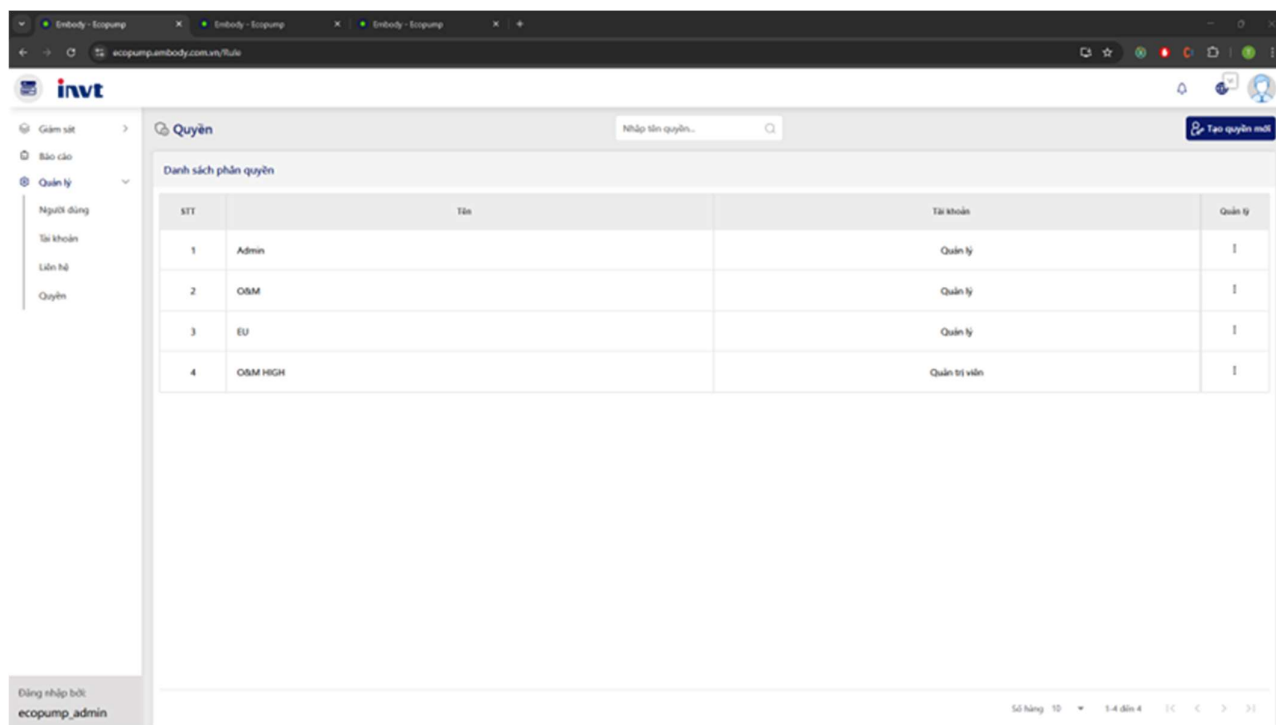 Embody - Ecopump
Embody - Ecopump
Embody - Ecopump
ecopump.embody.com.vn/Rule
invt
Giám sát
Quyền
Nhập tên quyền...
Tạo quyền mới
Báo cáo
Quản lý
Danh sách phân quyền
Người dùng
Tài khoản
Liên hệ
Quyền
STT Tên Tài khoản Quản lý
1 Admin Quản lý
2 O&M Quản lý
3 EU Quản lý
4 O&M HIGH Quản trị viên
Đăng nhập bởi:
ecopump_admin
Số hàng 10 1-4 đến 4